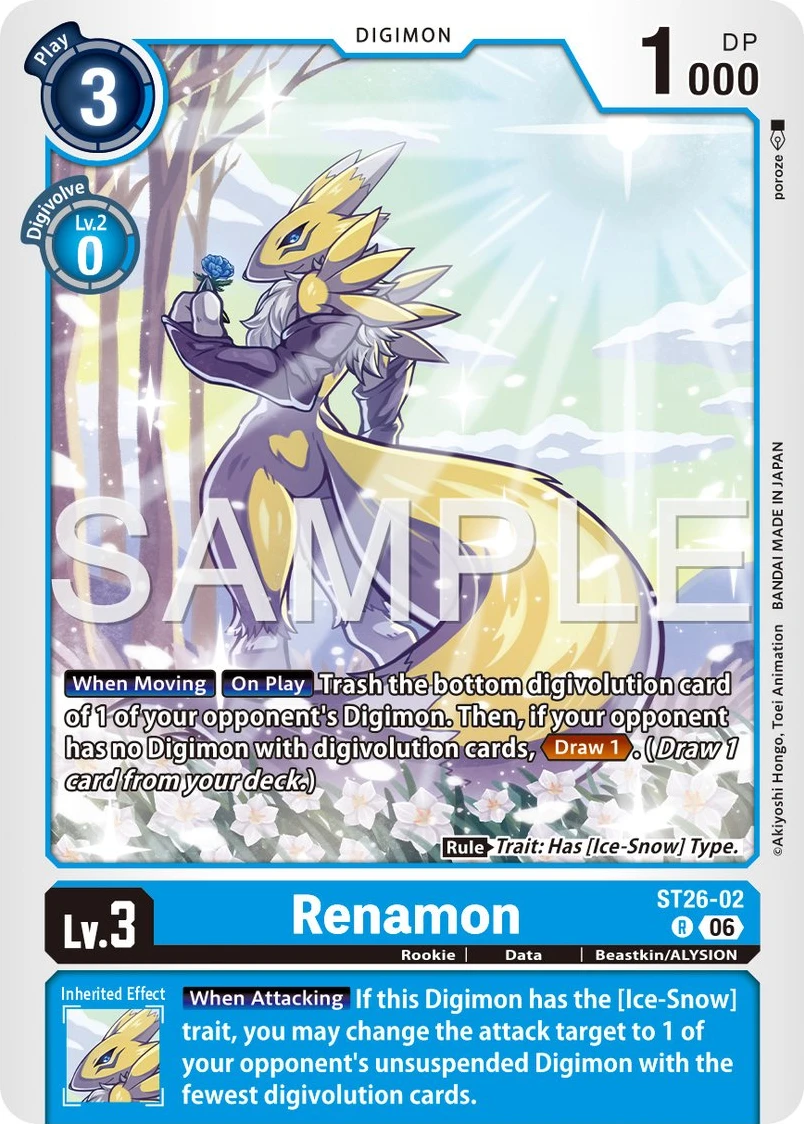 DIGIMON
Play
3
1000
DP
Digivolve
Lv.2
0
poroze
SAMPLE
When Moving On Play Trash the bottom digivolution card
of 1 of your opponent's Digimon. Then, if your opponent
has no Digimon with digivolution cards, Draw 1. (Draw 1
card from your deck.)
Rule Trait: Has [Ice-Snow] Type.
©Akiyoshi Hongo, Toei Animation BANDAI MADE IN JAPAN
Lv.3
Renamon
ST26-02
R 06
Rookie | Data | Beastkin/ALYSION
Inherited Effect
When Attacking If this Digimon has the [Ice-Snow]
trait, you may change the attack target to 1 of
your opponent's unsuspended Digimon with the
fewest digivolution cards.